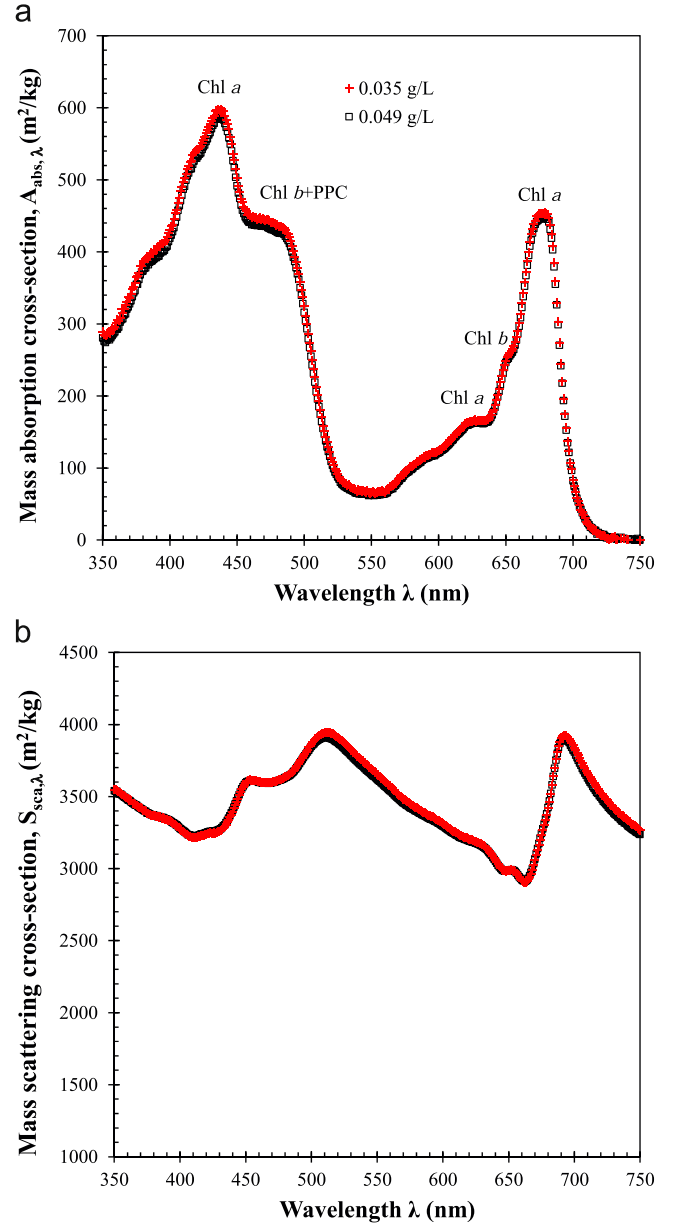 a
700
600
500
400
300
200
100
0
Mass absorption cross-section, A_abs, λ (m²/kg)
Chl a
Chl b+PPC
+ 0.035 g/L
□ 0.049 g/L
Chl a
Chl b
Chl a
350 400 450 500 550 600 650 700 750
Wavelength λ (nm)
b
4500
4000
3500
3000
2500
2000
1500
1000
Mass scattering cross-section, S_sca,λ (m²/kg)
350 400 450 500 550 600 650 700 750
Wavelength λ (nm)